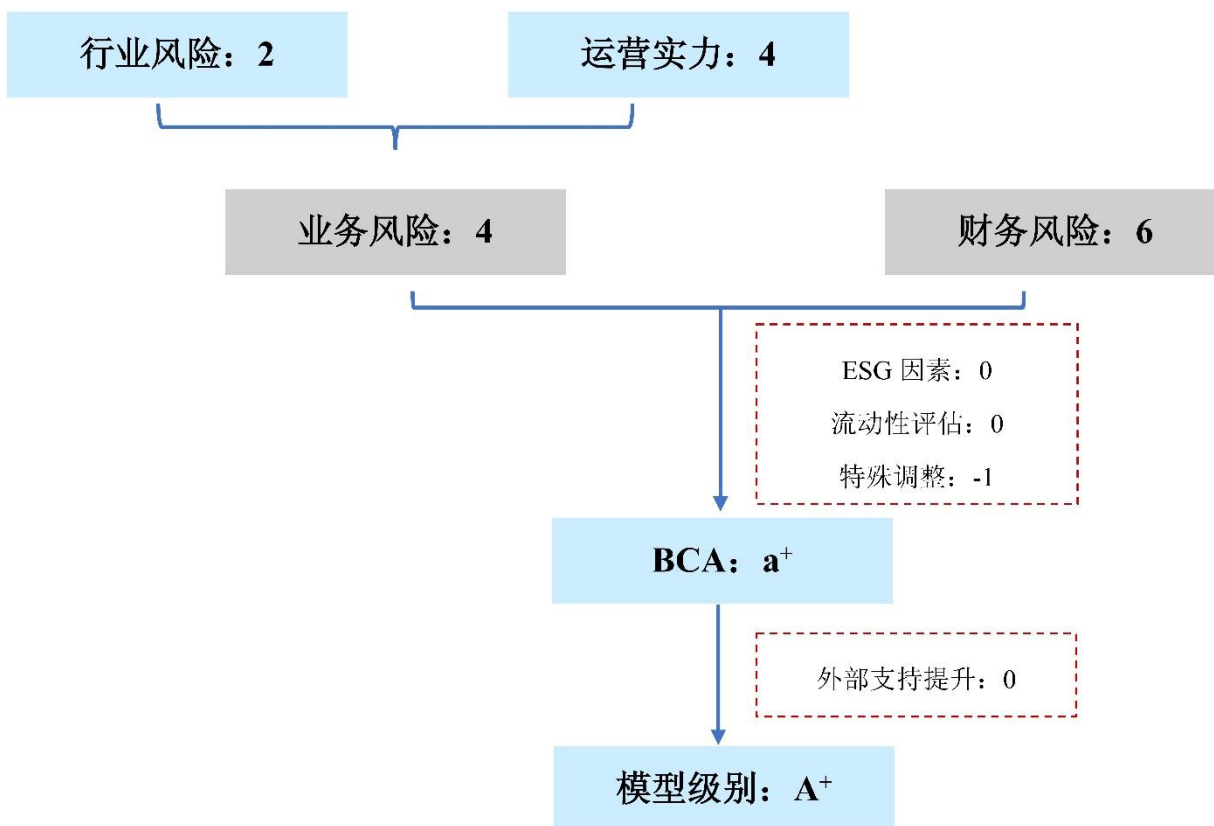 行业风险：2
运营实力：4
业务风险：4
财务风险：6
ESG 因素：0
流动性评估：0
特殊调整：-1
BCA：a⁺
外部支持提升：0
模型级别：A⁺